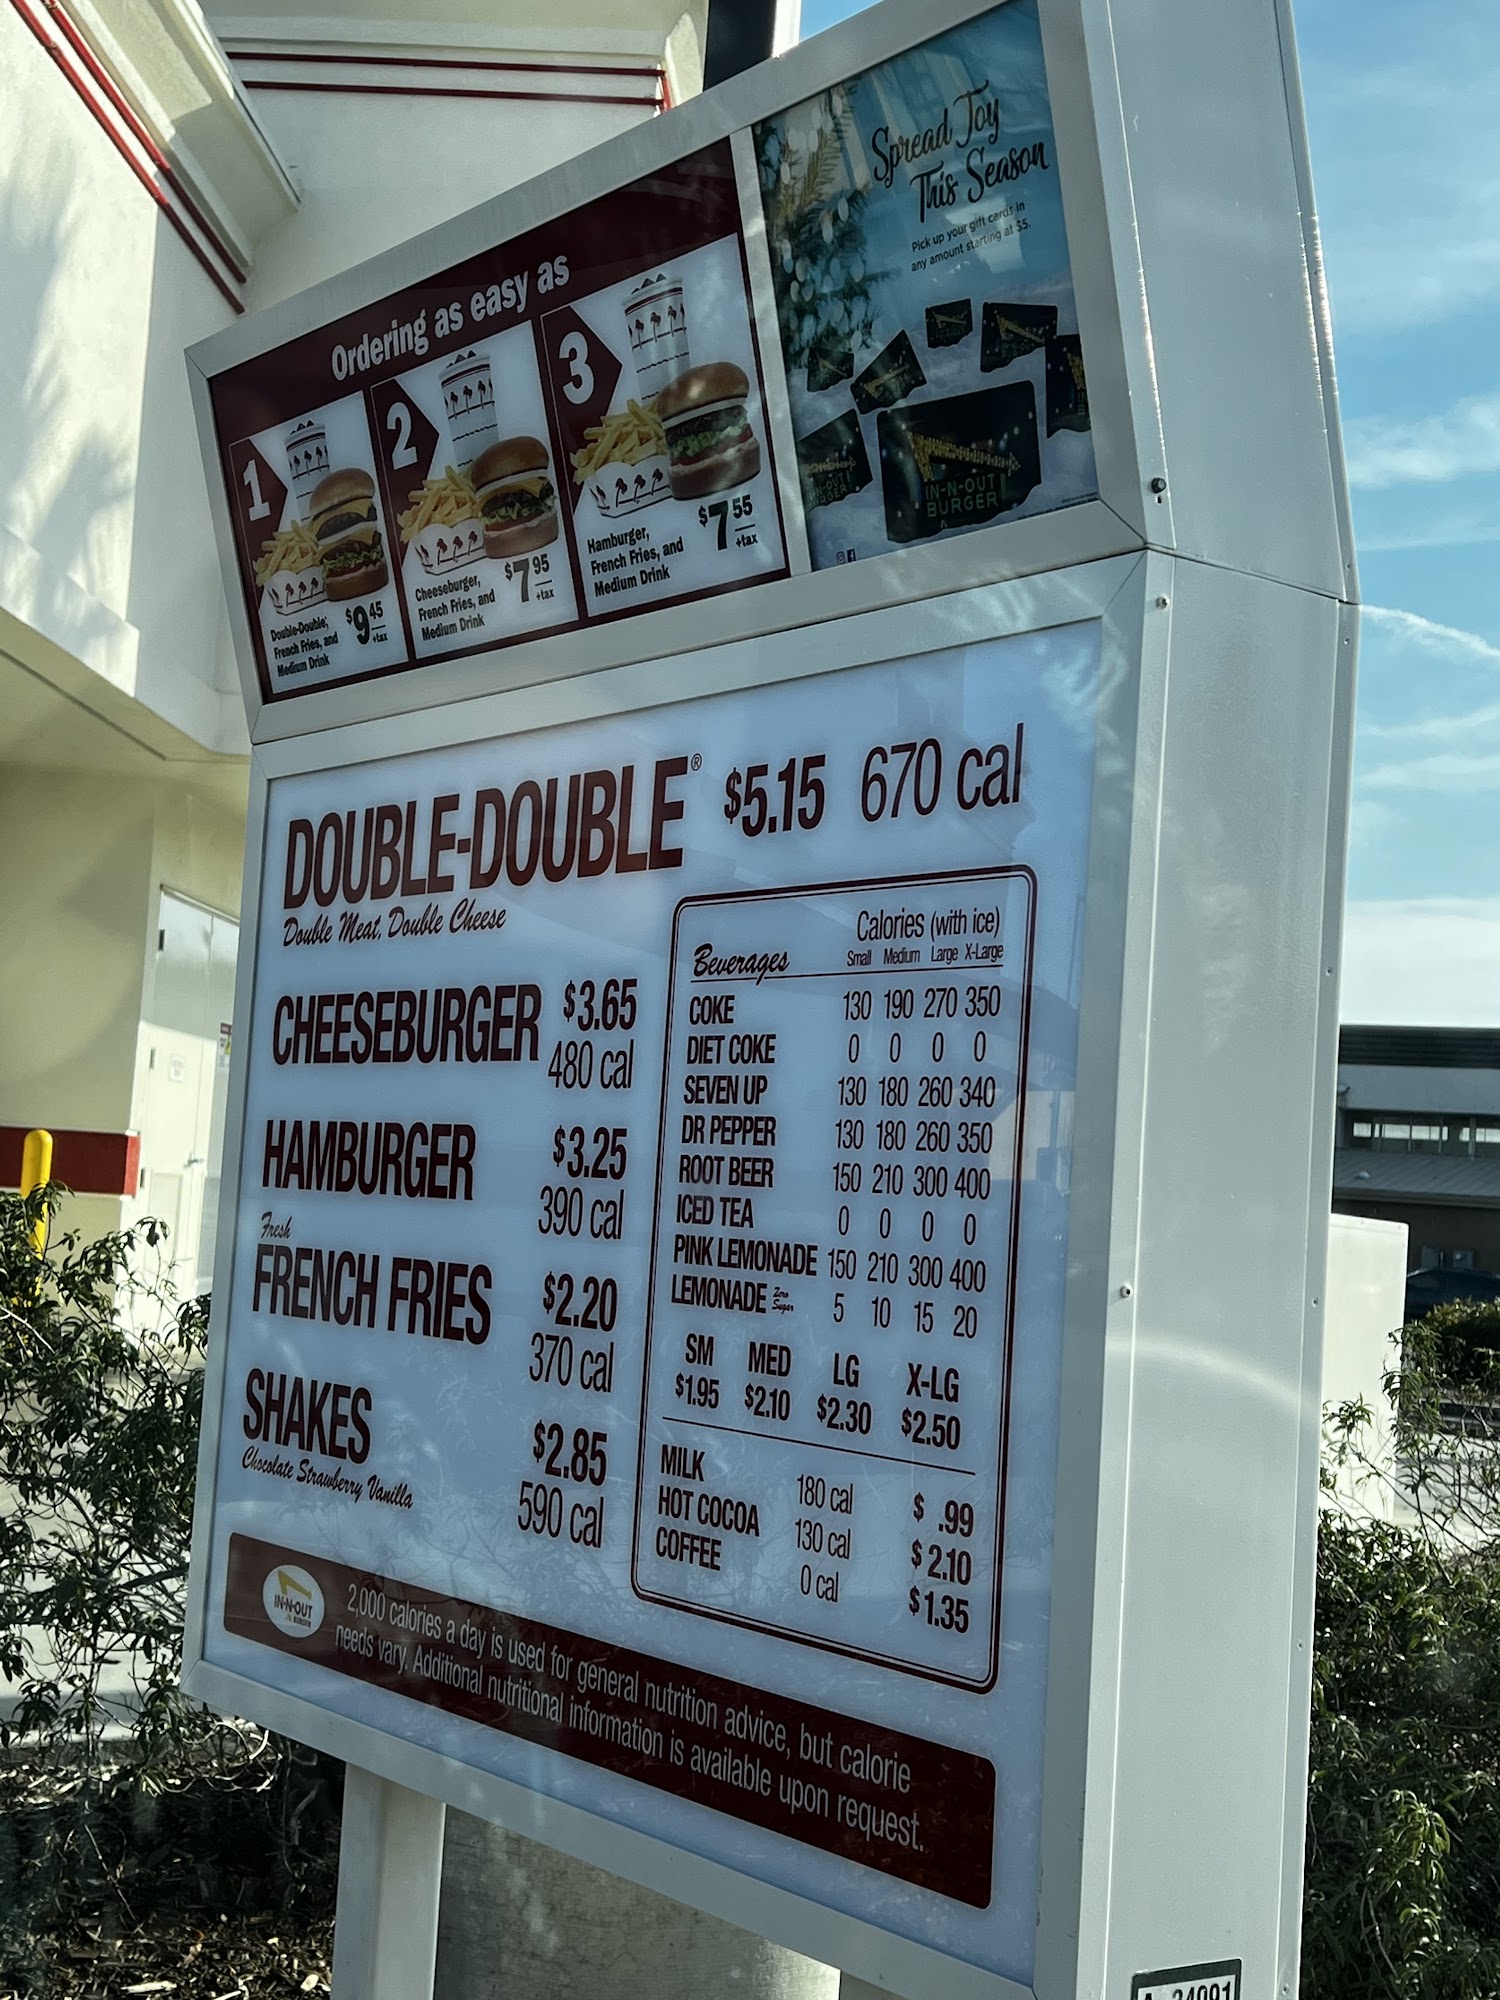 Ordering as easy as
1
Double-Double,
French Fries, and
Medium Drink
$9 45
+tax
2
Cheeseburger,
French Fries, and
Medium Drink
$7 95
+tax
3
Hamburger,
French Fries, and
Medium Drink
$7 55
+tax
Spread Joy
This Season
Pick up your gift cards in
any amount starting at $5.
IN-N-OUT
BURGER
DOUBLE-DOUBLE® $5.15 670 cal
Double Meat, Double Cheese
CHEESEBURGER $3.65
480 cal
HAMBURGER $3.25
390 cal
Fresh
FRENCH FRIES $2.20
370 cal
SHAKES $2.85
Chocolate Strawberry Vanilla 590 cal
Calories (with ice)
Beverages Small Medium Large X-Large
COKE 130 190 270 350
DIET COKE 0 0 0 0
SEVEN UP 130 180 260 340
DR PEPPER 130 180 260 350
ROOT BEER 150 210 300 400
ICED TEA 0 0 0 0
PINK LEMONADE 150 210 300 400
LEMONADE Zero Sugar 5 10 15 20
SM MED LG X-LG
$1.95 $2.10 $2.30 $2.50
MILK 180 cal $ .99
HOT COCOA 130 cal $2.10
COFFEE 0 cal $1.35
IN-N-OUT
BURGER
2,000 calories a day is used for general nutrition advice, but calorie
needs vary. Additional nutritional information is available upon request.